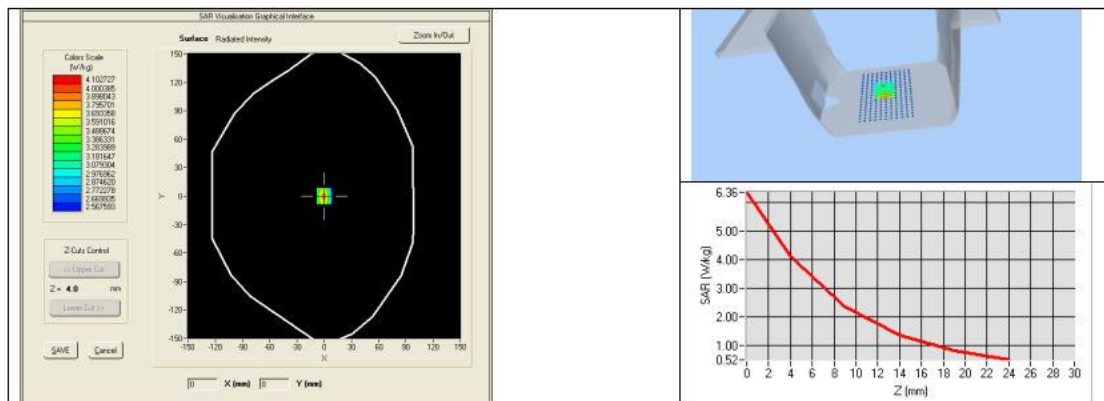 SAR Visualisation Graphical Interface
Surface Radiated Intensity
Zoom In/Out
Colors Scale
(W/kg)
4.102727
4.000385
3.898043
3.795701
3.693358
3.591016
3.488674
3.386331
3.283989
3.181647
3.079304
2.976962
2.874620
2.772278
2.669935
2.567593
Z-Cuts Control
<< Upper Cut
Z = 4.0 mm
Lower Cut >>
SAVE
Cancel
150
120
90
60
30
0
-30
-60
-90
-120
-150
Y
-150 -120 -90 -60 -30 0 30 60 90 120 150
X
0 X (mm) 0 Y (mm)
6.36
5.00
4.00
3.00
2.00
1.00
0.52
SAR (W/kg)
0 2 4 6 8 10 12 14 16 18 20 22 24 26 28 30
Z (mm)